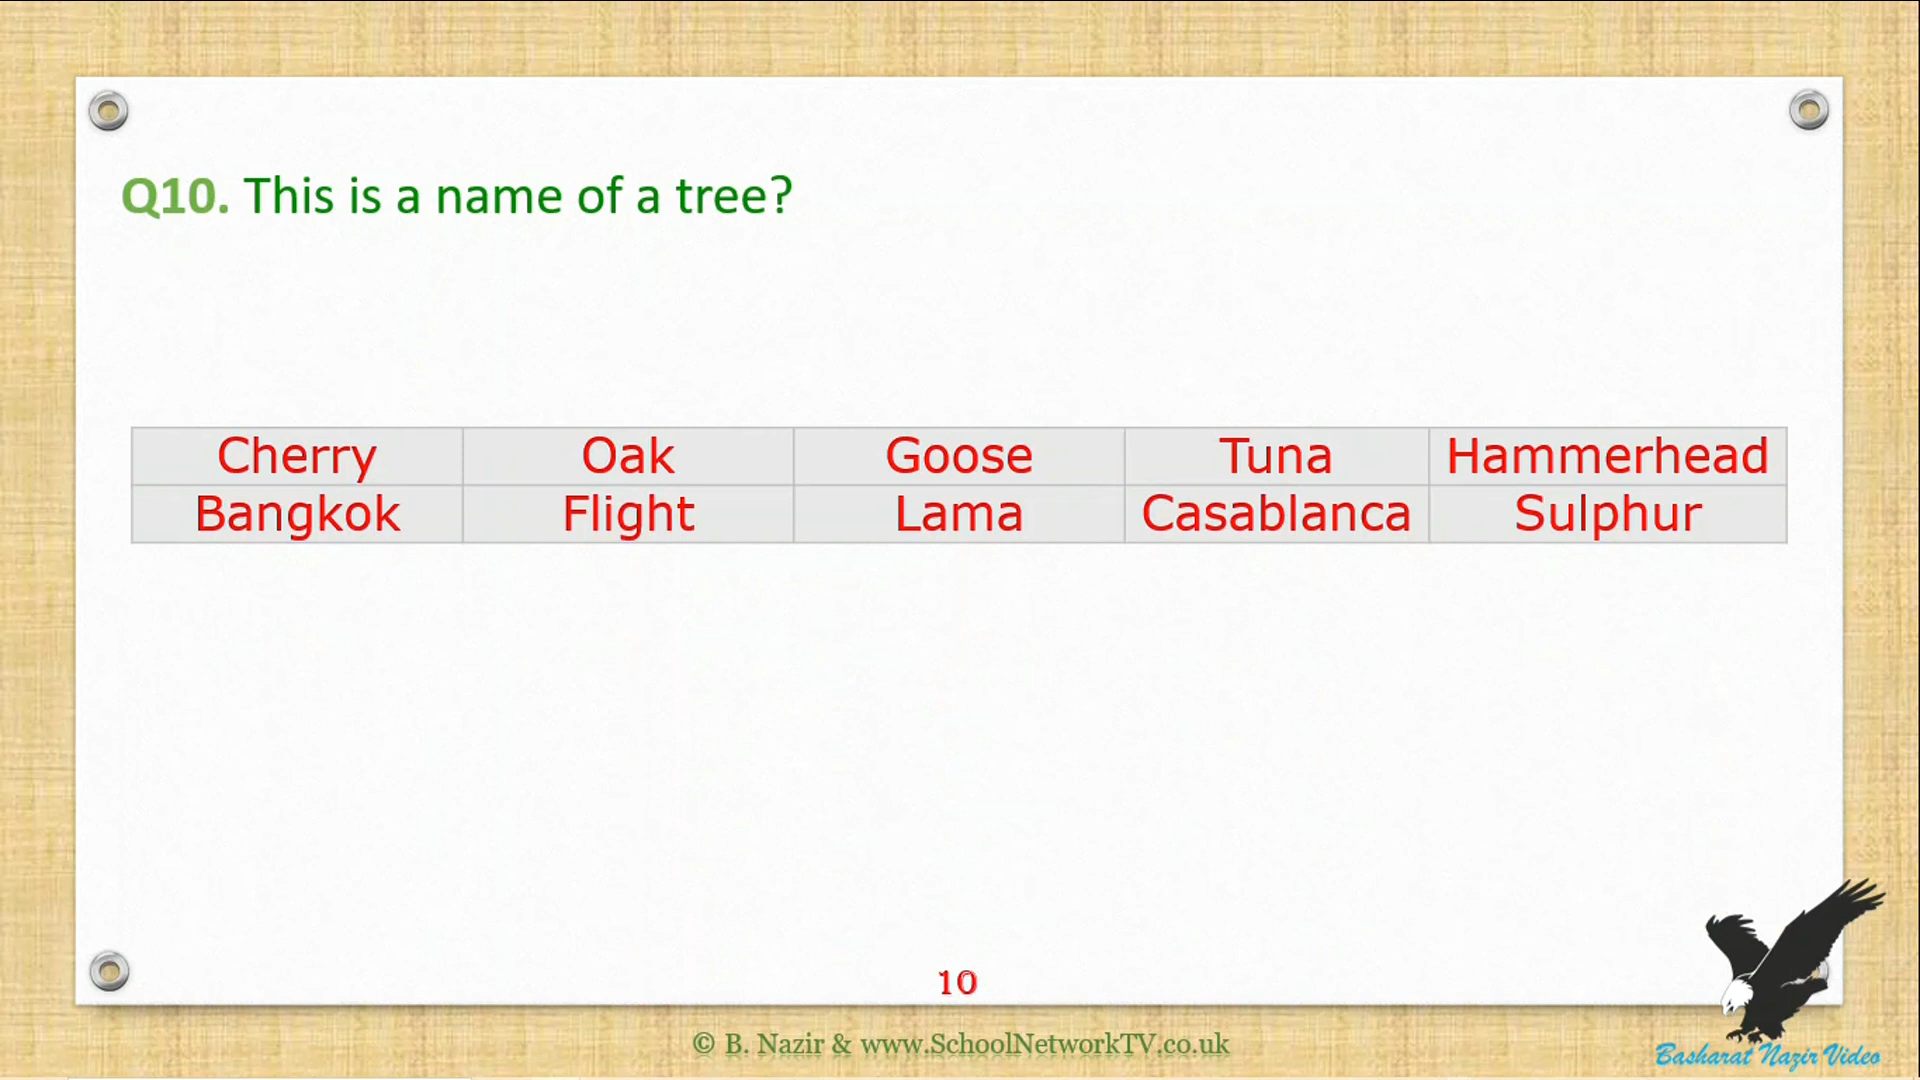 Q10. This is a name of a tree?
Cherry Oak Goose Tuna Hammerhead
Bangkok Flight Lama Casablanca Sulphur
10
© B. Nazir & www.SchoolNetworkTV.co.uk
Basharat Nazir Video